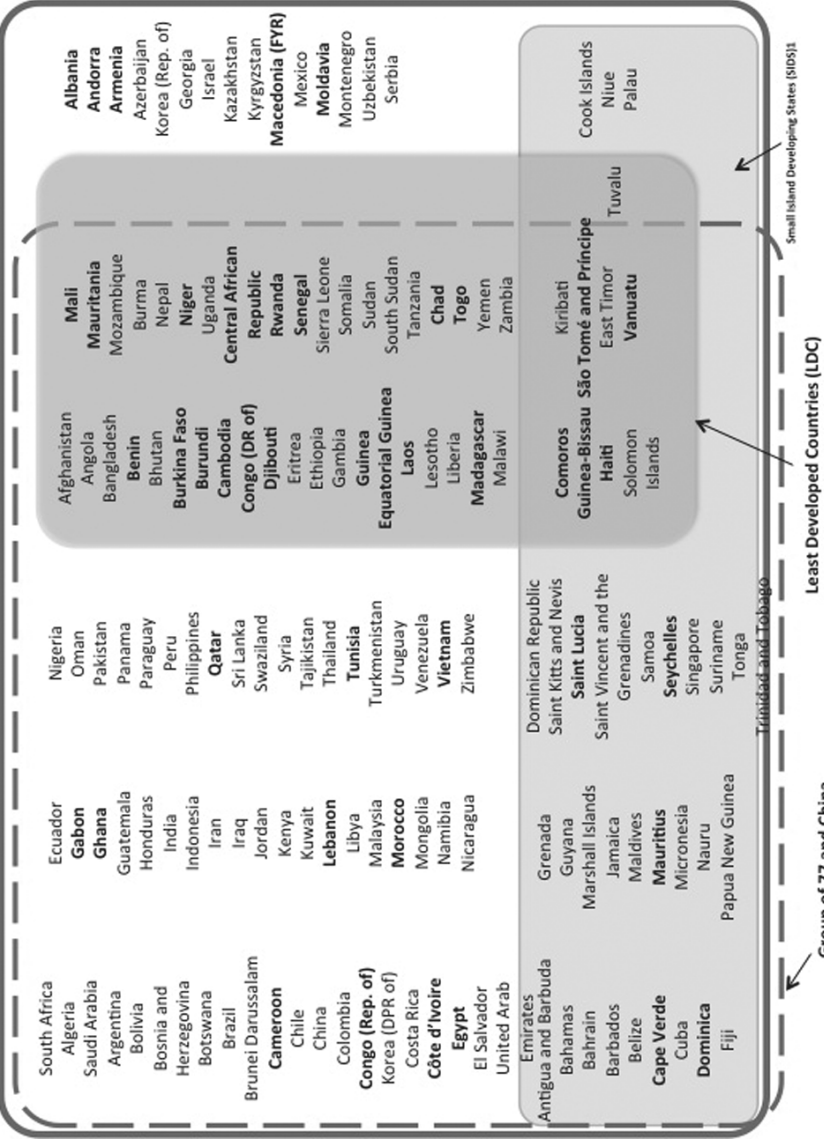 South Africa
Algeria
Saudi Arabia
Argentina
Bolivia
Bosnia and
Herzegovina
Botswana
Brazil
Brunei Darussalam
Cameroon
Chile
China
Colombia
Congo (Rep. of)
Korea (DPR of)
Costa Rica
Côte d'Ivoire
Egypt
El Salvador
United Arab
Emirates
Antigua and Barbuda
Bahamas
Bahrain
Barbados
Belize
Cape Verde
Cuba
Dominica
Fiji
Ecuador
Gabon
Ghana
Guatemala
Honduras
India
Indonesia
Iran
Iraq
Jordan
Kenya
Kuwait
Lebanon
Libya
Malaysia
Morocco
Mongolia
Namibia
Nicaragua
Grenada
Guyana
Marshall Islands
Jamaica
Maldives
Mauritius
Micronesia
Nauru
Papua New Guinea
Nigeria
Oman
Pakistan
Panama
Paraguay
Peru
Philippines
Qatar
Sri Lanka
Swaziland
Syria
Tajikistan
Thailand
Tunisia
Turkmenistan
Uruguay
Venezuela
Vietnam
Zimbabwe
Dominican Republic
Saint Kitts and Nevis
Saint Lucia
Saint Vincent and the
Grenadines
Samoa
Seychelles
Singapore
Suriname
Tonga
Trinidad and Tobago
Afghanistan
Angola
Bangladesh
Benin
Bhutan
Burkina Faso
Burundi
Cambodia
Congo (DR of)
Djibouti
Eritrea
Ethiopia
Gambia
Guinea
Equatorial Guinea
Laos
Lesotho
Liberia
Madagascar
Malawi
Comoros
Guinea-Bissau
Haiti
Solomon
Islands
Mali
Mauritania
Mozambique
Burma
Nepal
Niger
Uganda
Central African
Republic
Rwanda
Senegal
Sierra Leone
Somalia
Sudan
South Sudan
Tanzania
Chad
Togo
Yemen
Zambia
Kiribati
São Tomé and Príncipe
East Timor
Vanuatu
Tuvalu
Albania
Andorra
Armenia
Azerbaijan
Korea (Rep. of)
Georgia
Israel
Kazakhstan
Kyrgyzstan
Macedonia (FYR)
Mexico
Moldavia
Montenegro
Uzbekistan
Serbia
Cook Islands
Niue
Palau
Group of 77 and China
Least Developed Countries (LDC)
Small Island Developing States (SIDS)1